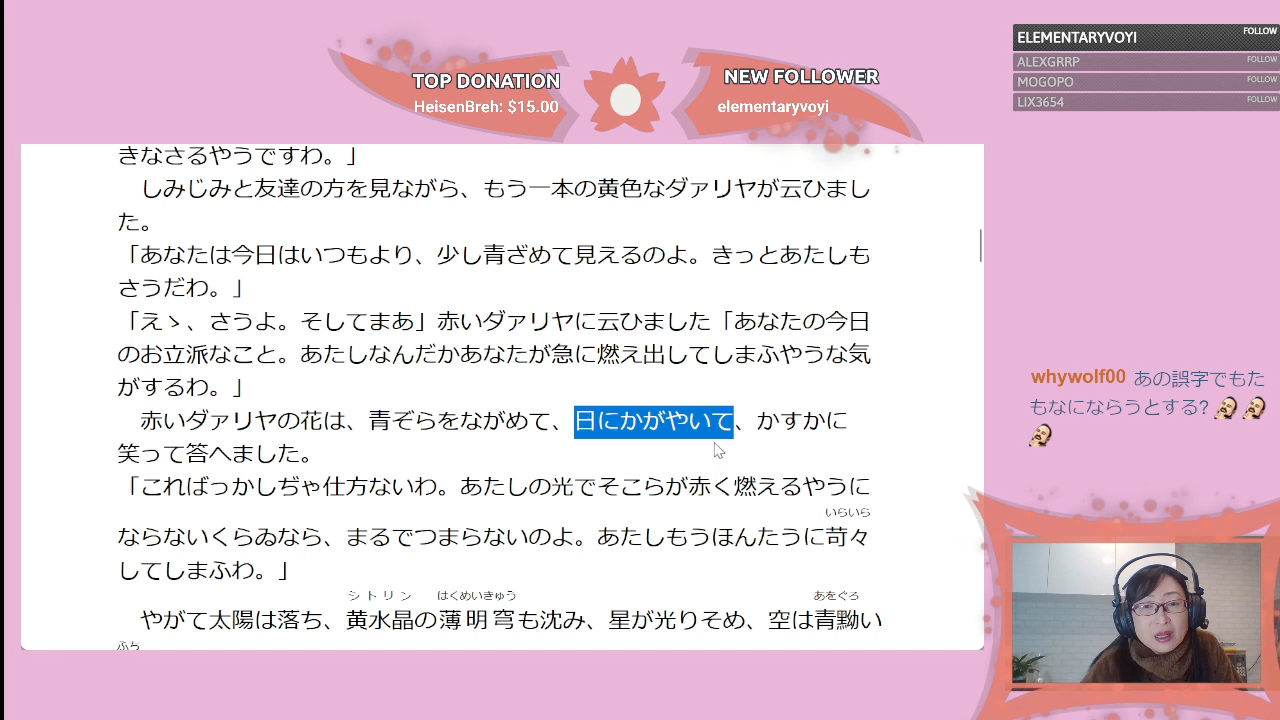 TOP DONATION
HeisenBreh: $15.00
NEW FOLLOWER
elementaryvoyi
ELEMENTARYVOYI FOLLOW
ALEXGRRP FOLLOW
MOGOPO FOLLOW
LIX3654 FOLLOW
きなさるやうですわ。」
しみじみと友達の方を見ながら、もう一本の黄色なダァリヤが云ひまし
た。
「あなたは今日はいつもより、少し青ざめて見えるのよ。きっとあたしも
さうだわ。」
「えゝ、さうよ。そしてまあ」赤いダァリヤに云ひました「あなたの今日
のお立派なこと。あたしなんだかあなたが急に燃え出してしまふやうな気
がするわ。」
赤いダァリヤの花は、青ぞらをながめて、日にかがやいて、かすかに
笑って答へました。
「こればっかしぢゃ仕方ないわ。あたしの光でそこらが赤く燃えるやうに
いらいら
ならないくらゐなら、まるでつまらないのよ。あたしもうほんたうに苛々
してしまふわ。」
シトリン はくめいきゅう あをぐろ
やがて太陽は落ち、黄水晶の薄明穹も沈み、星が光りそめ、空は青黝い
ふち
whywolf00 あの誤字でもた
もなにならうとする?